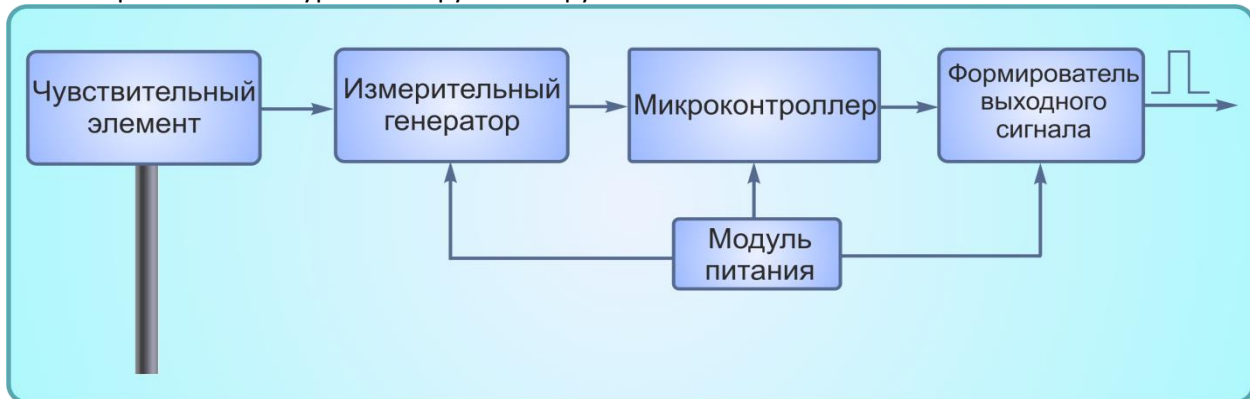 Чувствительный
элемент
Измерительный
генератор
Микроконтроллер
Формирователь
выходного
сигнала
Модуль
питания